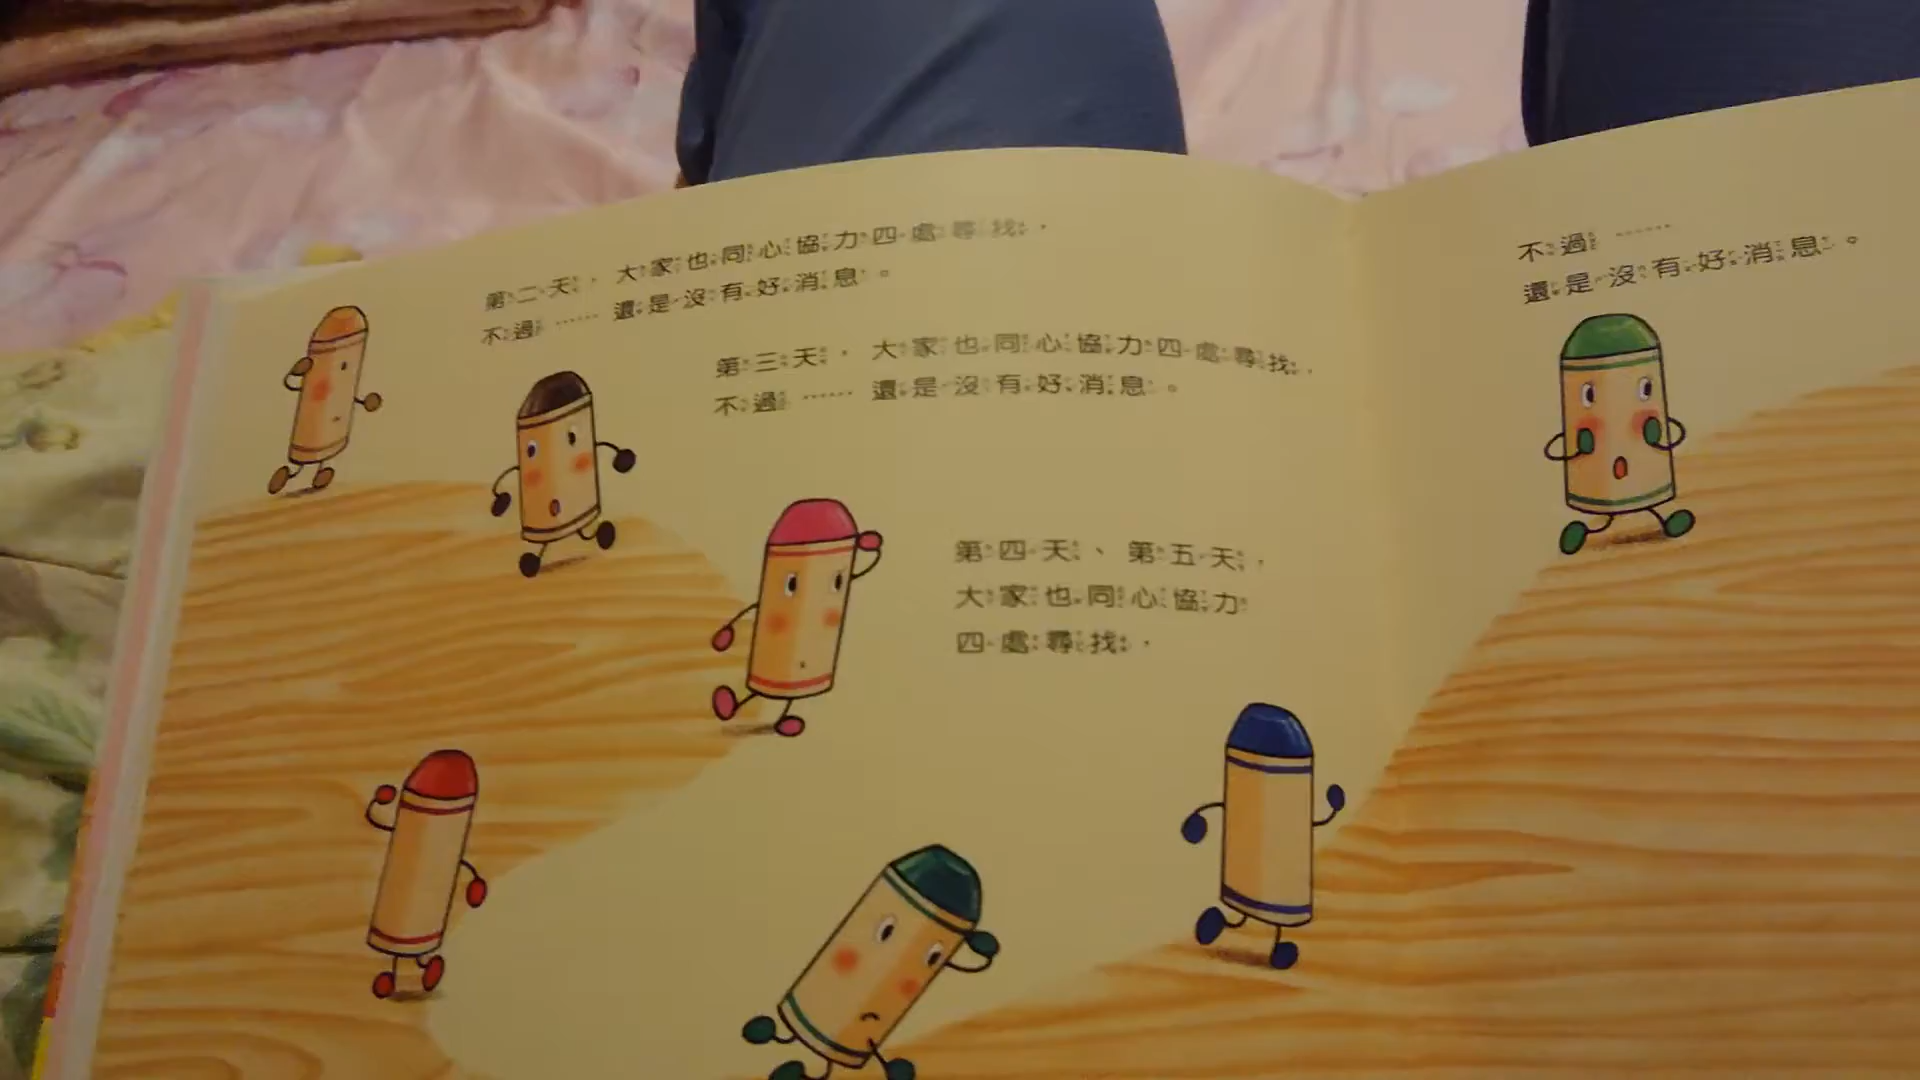 第二天，大家也同心協力四處尋找，
不過……還是沒有好消息。
第三天，大家也同心協力四處尋找，
不過……還是沒有好消息。
第四天、第五天，
大家也同心協力
四處尋找，
不過……
還是沒有好消息。